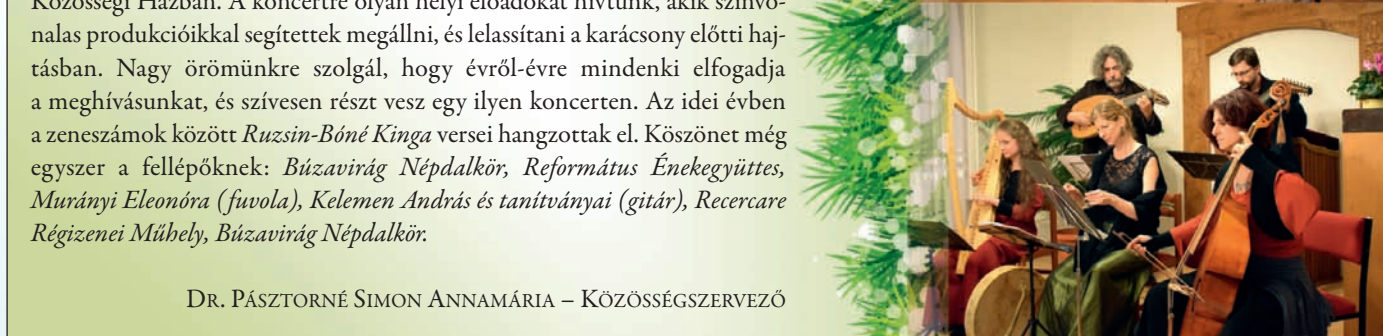 Közösségi Házban. A koncertre olyan helyi előadókat hívtunk, akik színvo-
nalas produkcióikkal segítettek megállni, és lelassítani a karácsony előtti haj-
tásban. Nagy örömünkre szolgál, hogy évről-évre mindenki elfogadja
a meghívásunkat, és szívesen részt vesz egy ilyen koncerten. Az idei évben
a zeneszámok között Ruzsin-Bóné Kinga versei hangzottak el. Köszönet még
egyszer a fellépőknek: Búzavirág Népdalkör, Református Énekegyüttes,
Murányi Eleonóra (fuvola), Kelemen András és tanítványai (gitár), Recercare
Régizenei Műhely, Búzavirág Népdalkör.
DR. PÁSZTORNÉ SIMON ANNAMÁRIA – KÖZÖSSÉGSZERVEZŐ